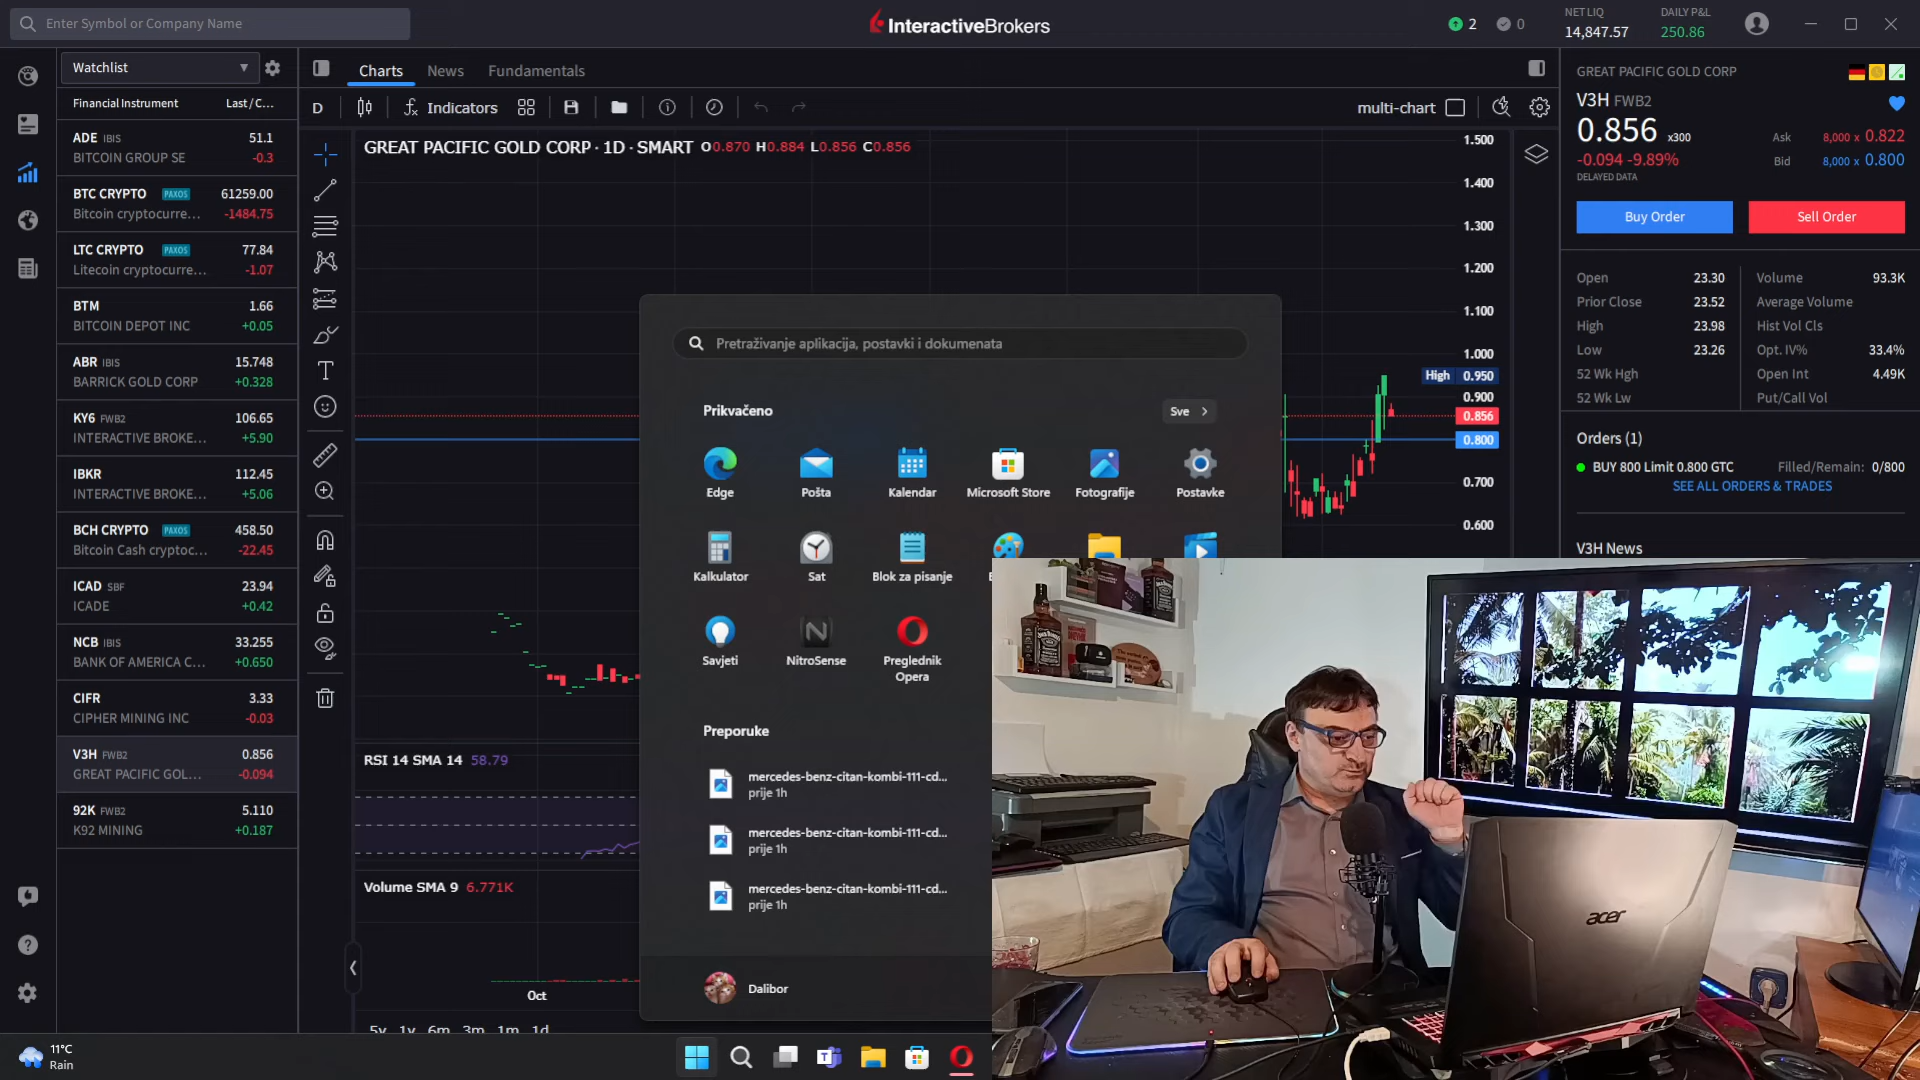 Enter Symbol or Company Name
InteractiveBrokers
2
0
NET LIQ
14,847.57
DAILY P&L
250.86
Watchlist
Financial Instrument
Last / C...
ADE IBIS
51.1
BITCOIN GROUP SE
-0.3
BTC CRYPTO PAXOS
61259.00
Bitcoin cryptocurre...
-1484.75
LTC CRYPTO PAXOS
77.84
Litecoin cryptocurre...
-1.07
BTM
1.66
BITCOIN DEPOT INC
+0.05
ABR IBIS
15.748
BARRICK GOLD CORP
+0.328
KY6 FWB2
106.65
INTERACTIVE BROKE...
+5.90
IBKR
112.45
INTERACTIVE BROKE...
+5.06
BCH CRYPTO PAXOS
458.50
Bitcoin Cash cryptoc...
-22.45
ICAD SBF
23.94
ICADE
+0.42
NCB IBIS
33.255
BANK OF AMERICA C...
+0.650
CIFR
3.33
CIPHER MINING INC
-0.03
V3H FWB2
0.856
GREAT PACIFIC GOL...
-0.094
92K FWB2
5.110
K92 MINING
+0.187
Charts
News
Fundamentals
D
Indicators
multi-chart
GREAT PACIFIC GOLD CORP · 1D · SMART O0.870 H0.884 L0.856 C0.856
1.500
1.400
1.300
1.200
1.100
1.000
High 0.950
0.900
0.856
0.800
0.700
0.600
RSI 14 SMA 14 58.79
Volume SMA 9 6.771K
Oct
5y 1y 6m 3m 1m 1d
Pretraživanje aplikacija, postavki i dokumenata
Prikvačeno
Sve
Edge
Pošta
Kalendar
Microsoft Store
Fotografije
Postavke
Kalkulator
Sat
Blok za pisanje
Savjeti
NitroSense
Preglednik
Opera
Preporuke
mercedes-benz-citan-kombi-111-cd...
prije 1h
mercedes-benz-citan-kombi-111-cd...
prije 1h
mercedes-benz-citan-kombi-111-cd...
prije 1h
Dalibor
GREAT PACIFIC GOLD CORP
V3H FWB2
0.856 x300
-0.094 -9.89%
DELAYED DATA
Ask
8,000 x 0.822
Bid
8,000 x 0.800
Buy Order
Sell Order
Open
23.30
Prior Close
23.52
High
23.98
Low
23.26
52 Wk Hgh
52 Wk Lw
Volume
93.3K
Average Volume
Hist Vol Cls
Opt. IV%
33.4%
Open Int
4.49K
Put/Call Vol
Orders (1)
BUY 800 Limit 0.800 GTC
Filled/Remain: 0/800
SEE ALL ORDERS & TRADES
V3H News
acer
11°C
Rain